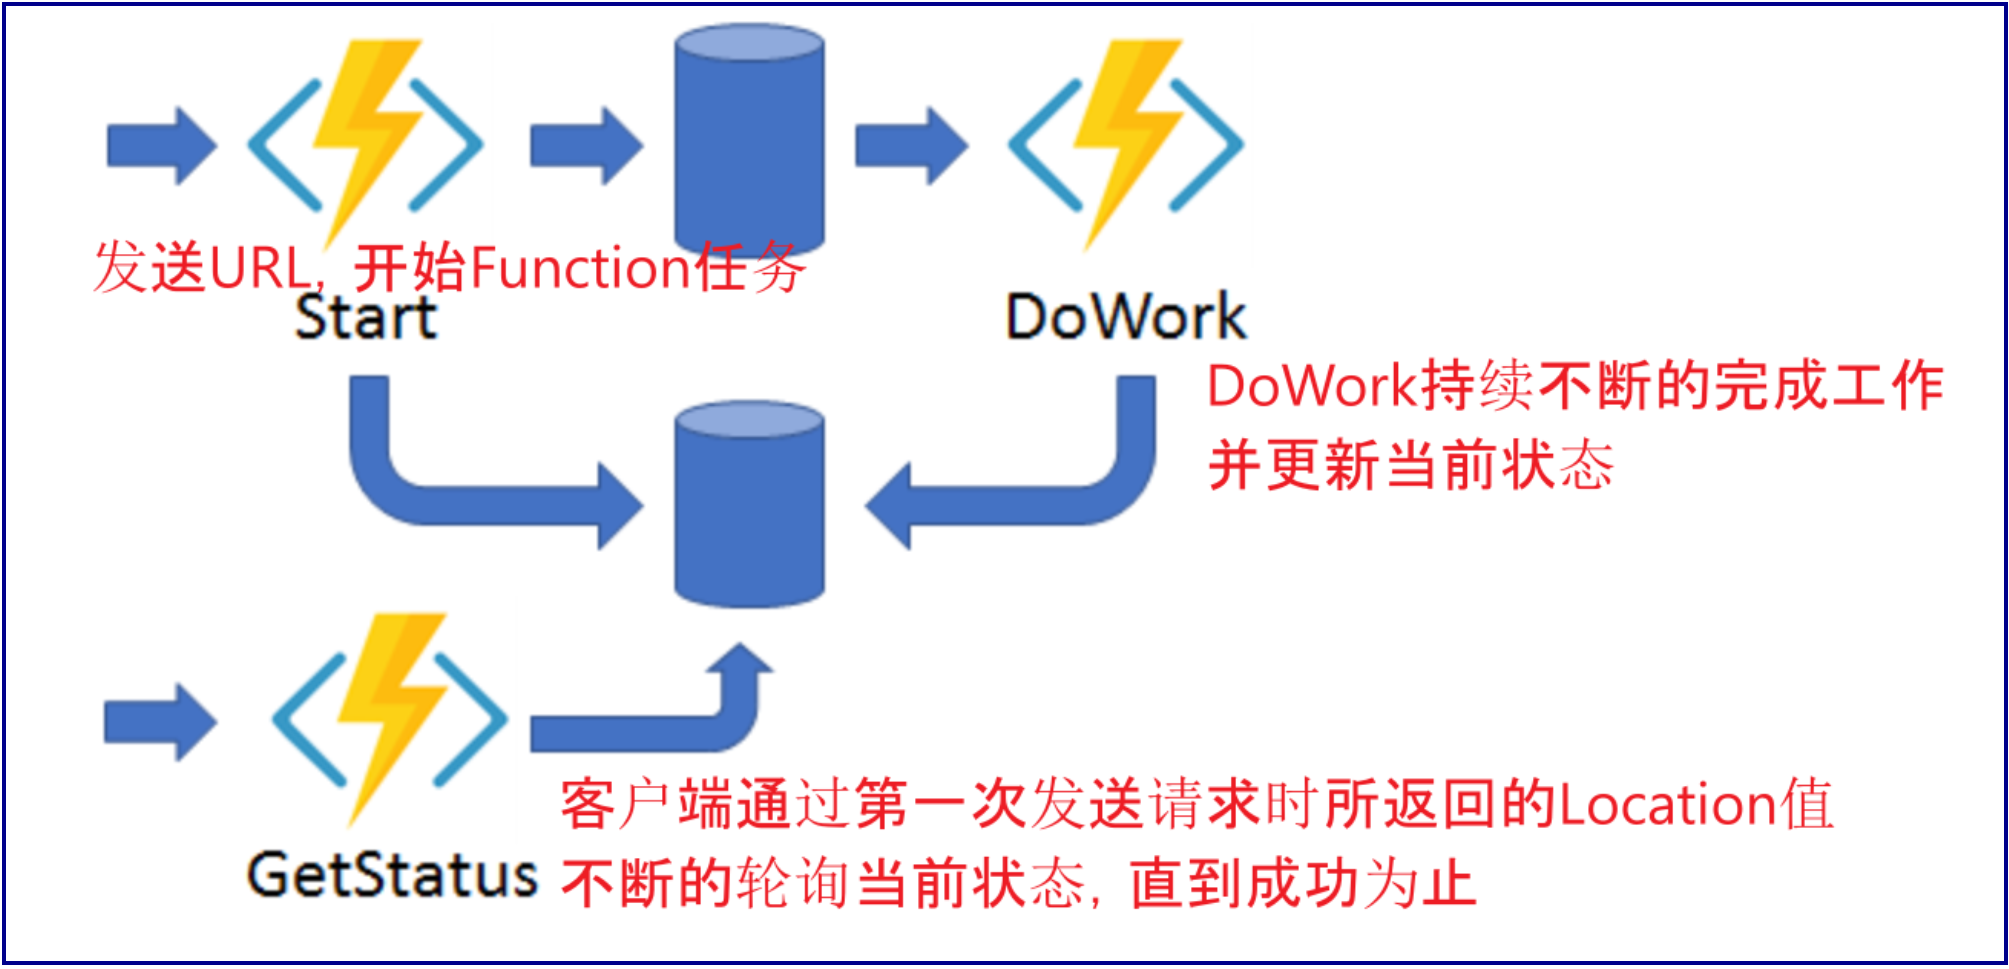 发送URL, 开始Function任务
Start
DoWork
DoWork持续不断的完成工作
并更新当前状态
客户端通过第一次发送请求时所返回的Location值
GetStatus
不断的轮询当前状态, 直到成功为止